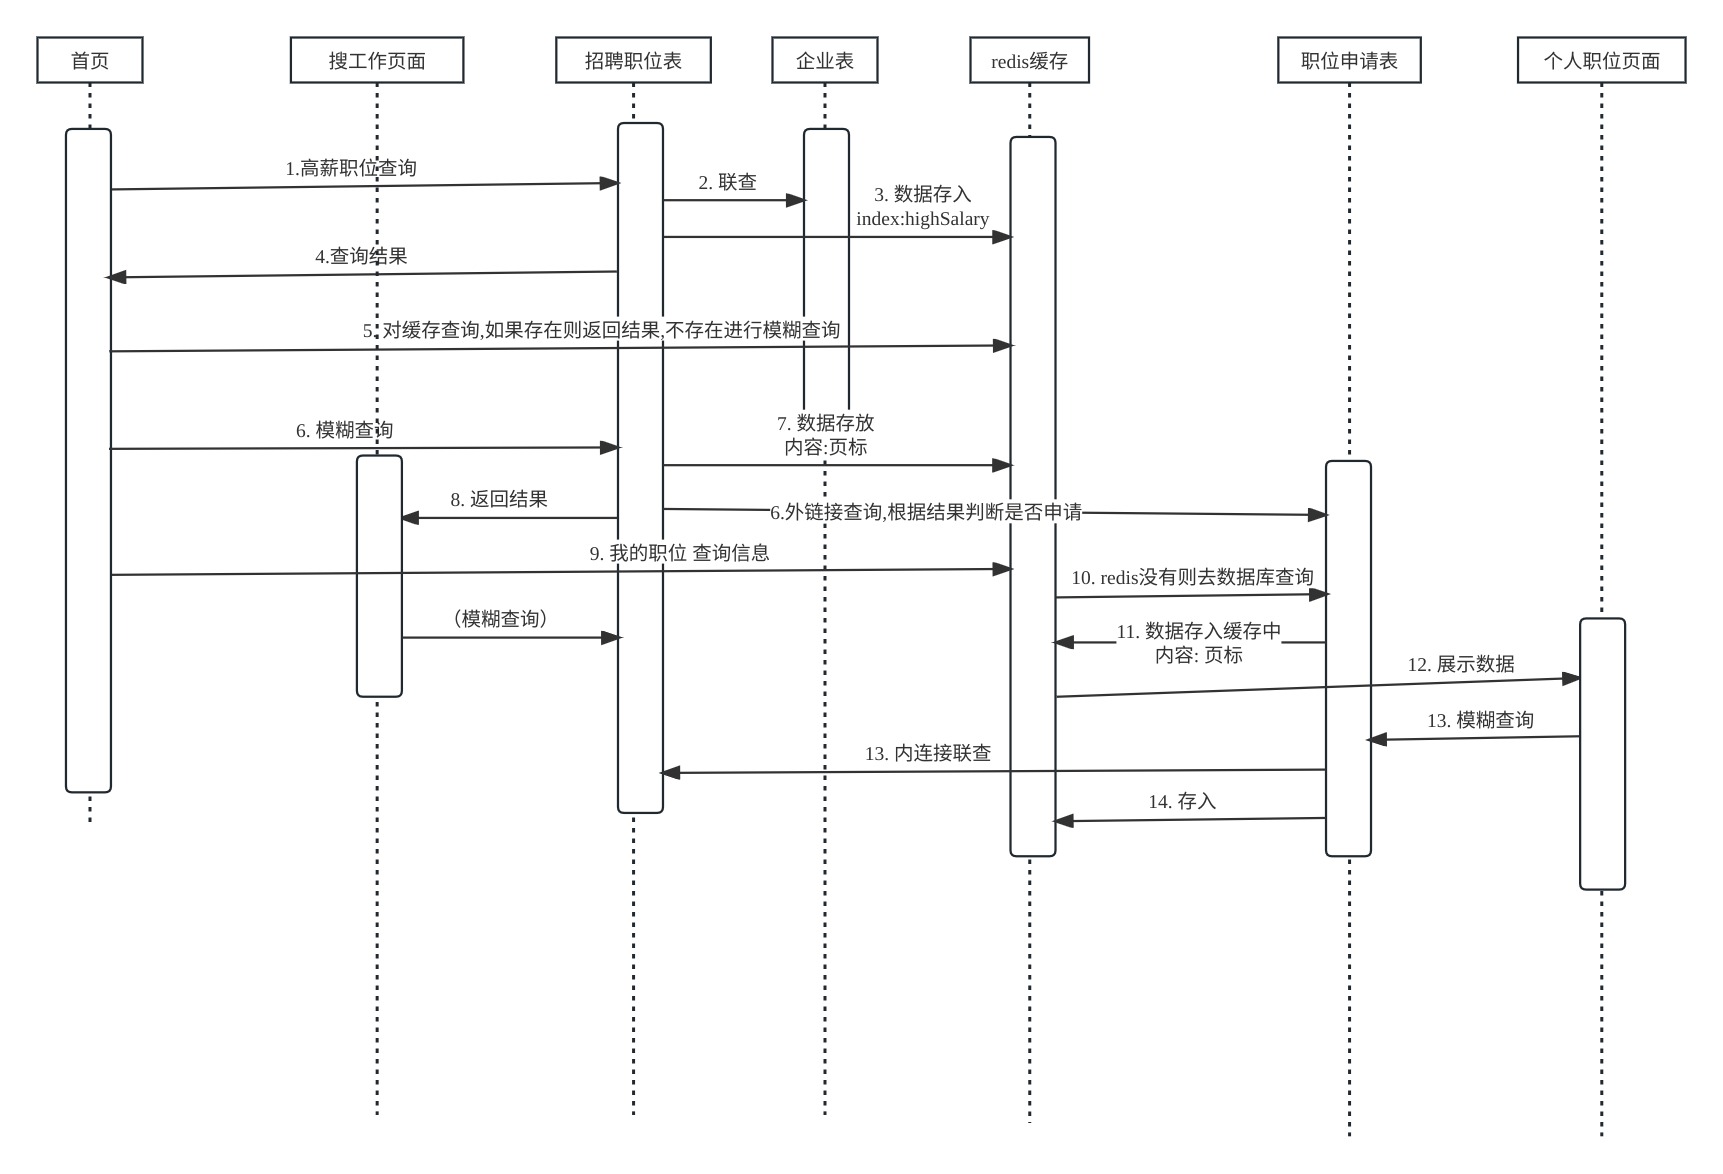 首页
搜工作页面
招聘职位表
企业表
redis缓存
职位申请表
个人职位页面
1.高薪职位查询
2. 联查
3. 数据存入
index:highSalary
4.查询结果
5. 对缓存查询,如果存在则返回结果,不存在进行模糊查询
6. 模糊查询
7. 数据存放
内容:页标
8. 返回结果
6.外链接查询,根据结果判断是否申请
9. 我的职位 查询信息
10. redis没有则去数据库查询
（模糊查询）
11. 数据存入缓存中
内容: 页标
12. 展示数据
13. 模糊查询
13. 内连接联查
14. 存入